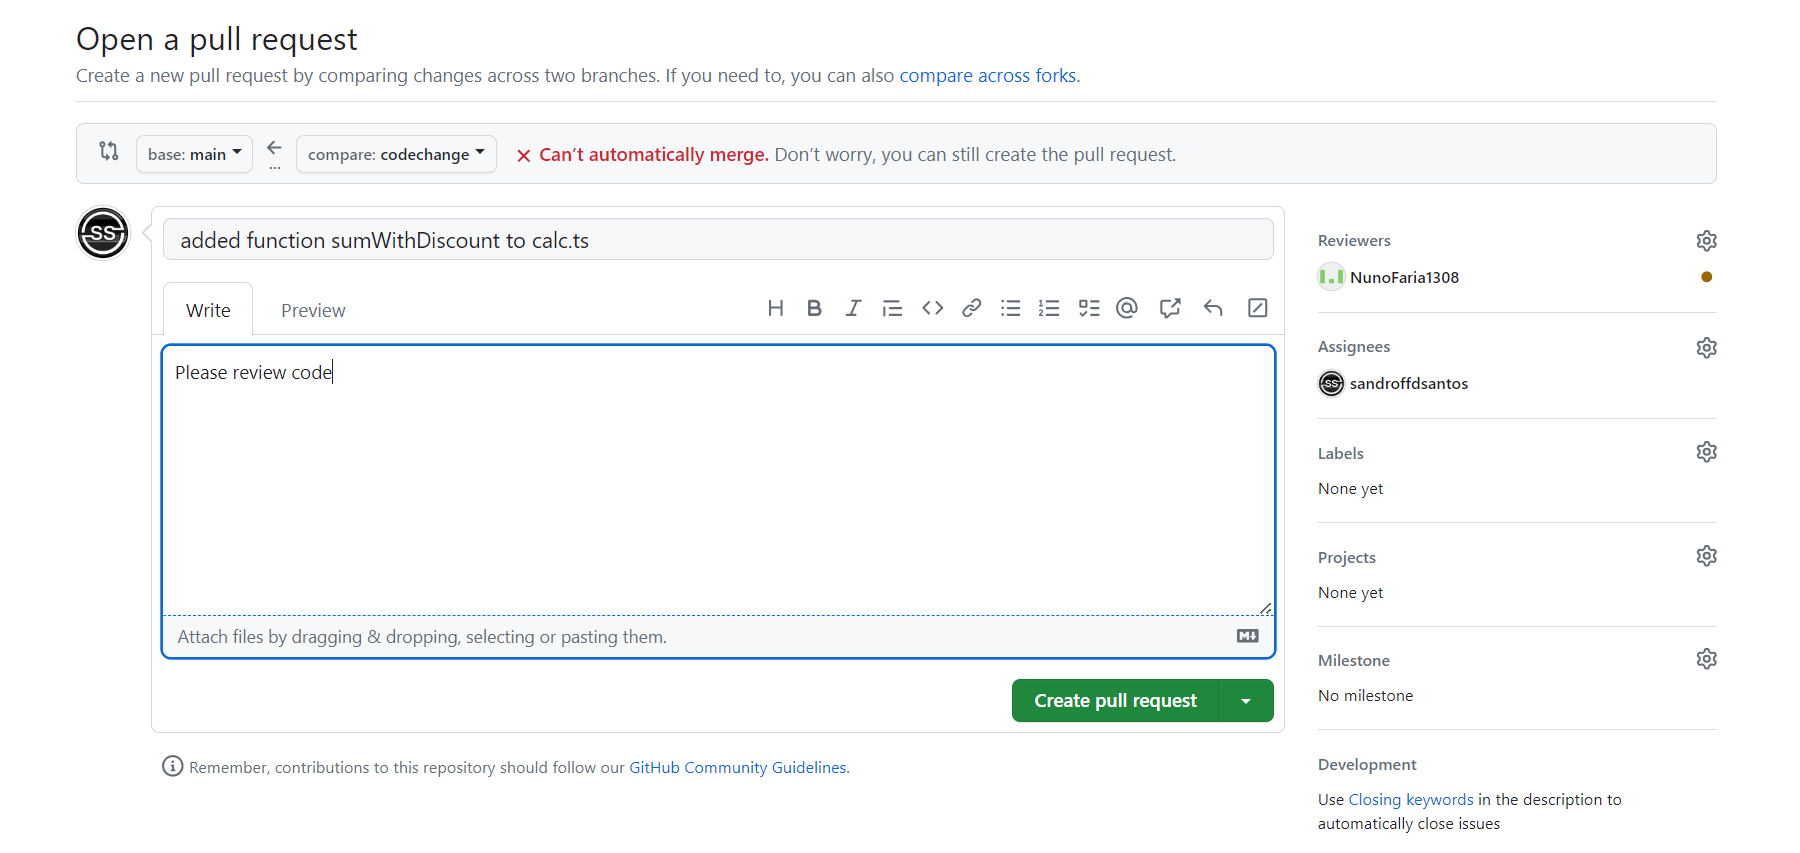 Open a pull request
Create a new pull request by comparing changes across two branches. If you need to, you can also compare across forks.
base: main
...
compare: codechange
Can’t automatically merge. Don’t worry, you can still create the pull request.
SS
added function sumWithDiscount to calc.ts
Write
Preview
Please review code
Attach files by dragging & dropping, selecting or pasting them.
Create pull request
Remember, contributions to this repository should follow our GitHub Community Guidelines.
Reviewers
NunoFaria1308
Assignees
SS
sandroffdsantos
Labels
None yet
Projects
None yet
Milestone
No milestone
Development
Use Closing keywords in the description to
automatically close issues